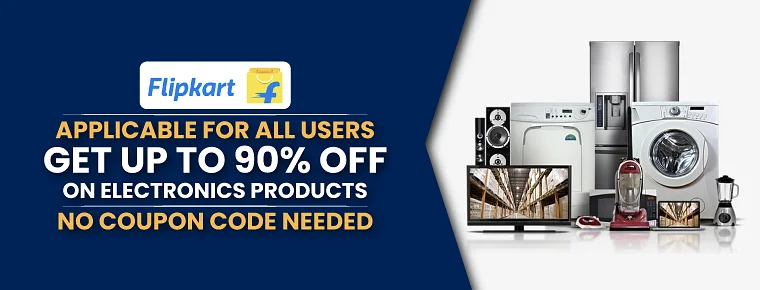 Flipkart
APPLICABLE FOR ALL USERS
GET UP TO 90% OFF
ON ELECTRONICS PRODUCTS
NO COUPON CODE NEEDED